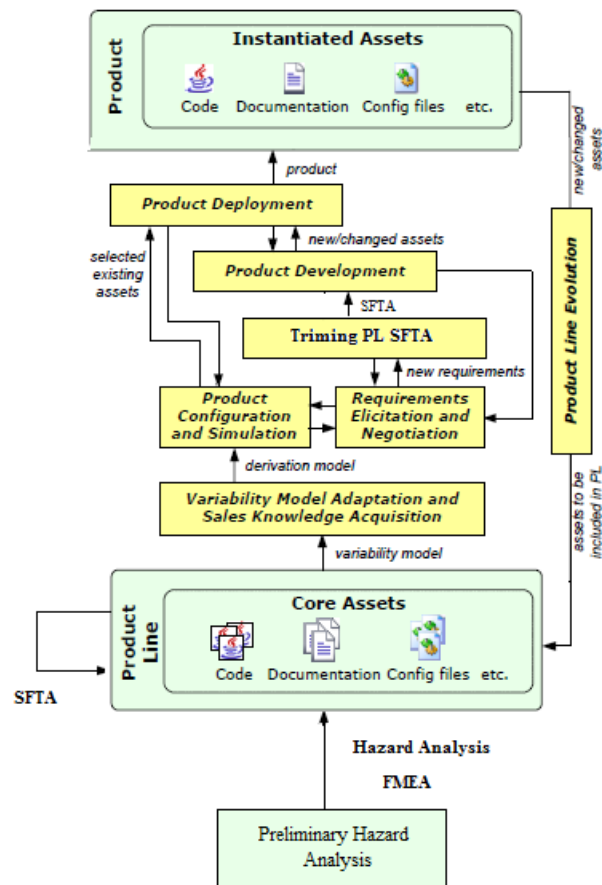 Product
Instantiated Assets
Code
Documentation
Config files
etc.
new/changed
assets
product
Product Deployment
selected
existing
assets
new/changed assets
Product Development
SFTA
Triming PL SFTA
new requirements
Product
Configuration
and Simulation
Requirements
Elicitation and
Negotiation
Product Line Evolution
derivation model
Variability Model Adaptation and
Sales Knowledge Acquisition
assets to be
included in PL
variability model
Product
Line
Core Assets
Code
Documentation
Config files
etc.
SFTA
Hazard Analysis
FMEA
Preliminary Hazard
Analysis